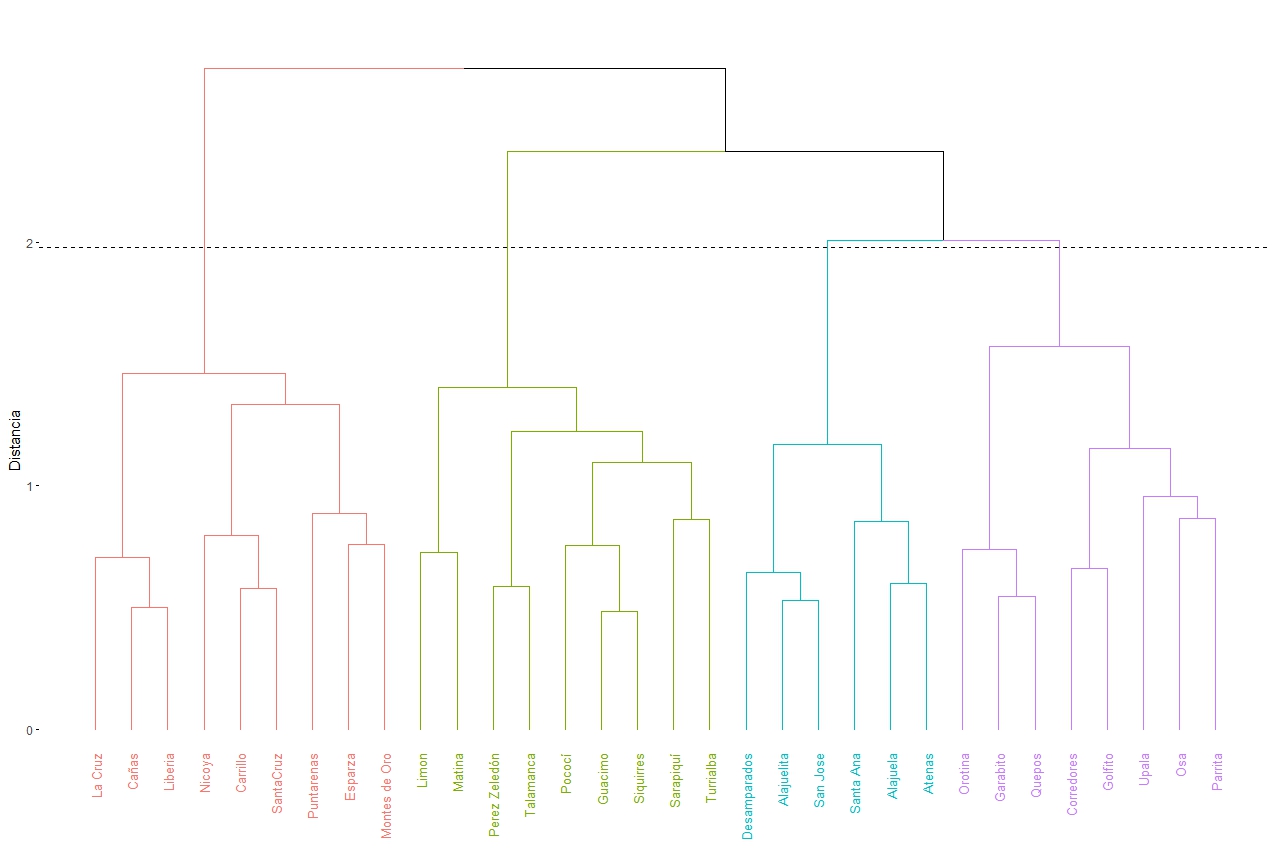 Distancia
0-
1-
2-
La Cruz
Cañas
Liberia
Nicoya
Carrillo
SantaCruz
Puntarenas
Esparza
Montes de Oro
Limon
Matina
Perez Zeledón
Talamanca
Pococí
Guacimo
Siquirres
Sarapiquí
Turrialba
Desamparados
Alajuelita
San Jose
Santa Ana
Alajuela
Atenas
Orotina
Garabito
Quepos
Corredores
Golfito
Upala
Osa
Parrita